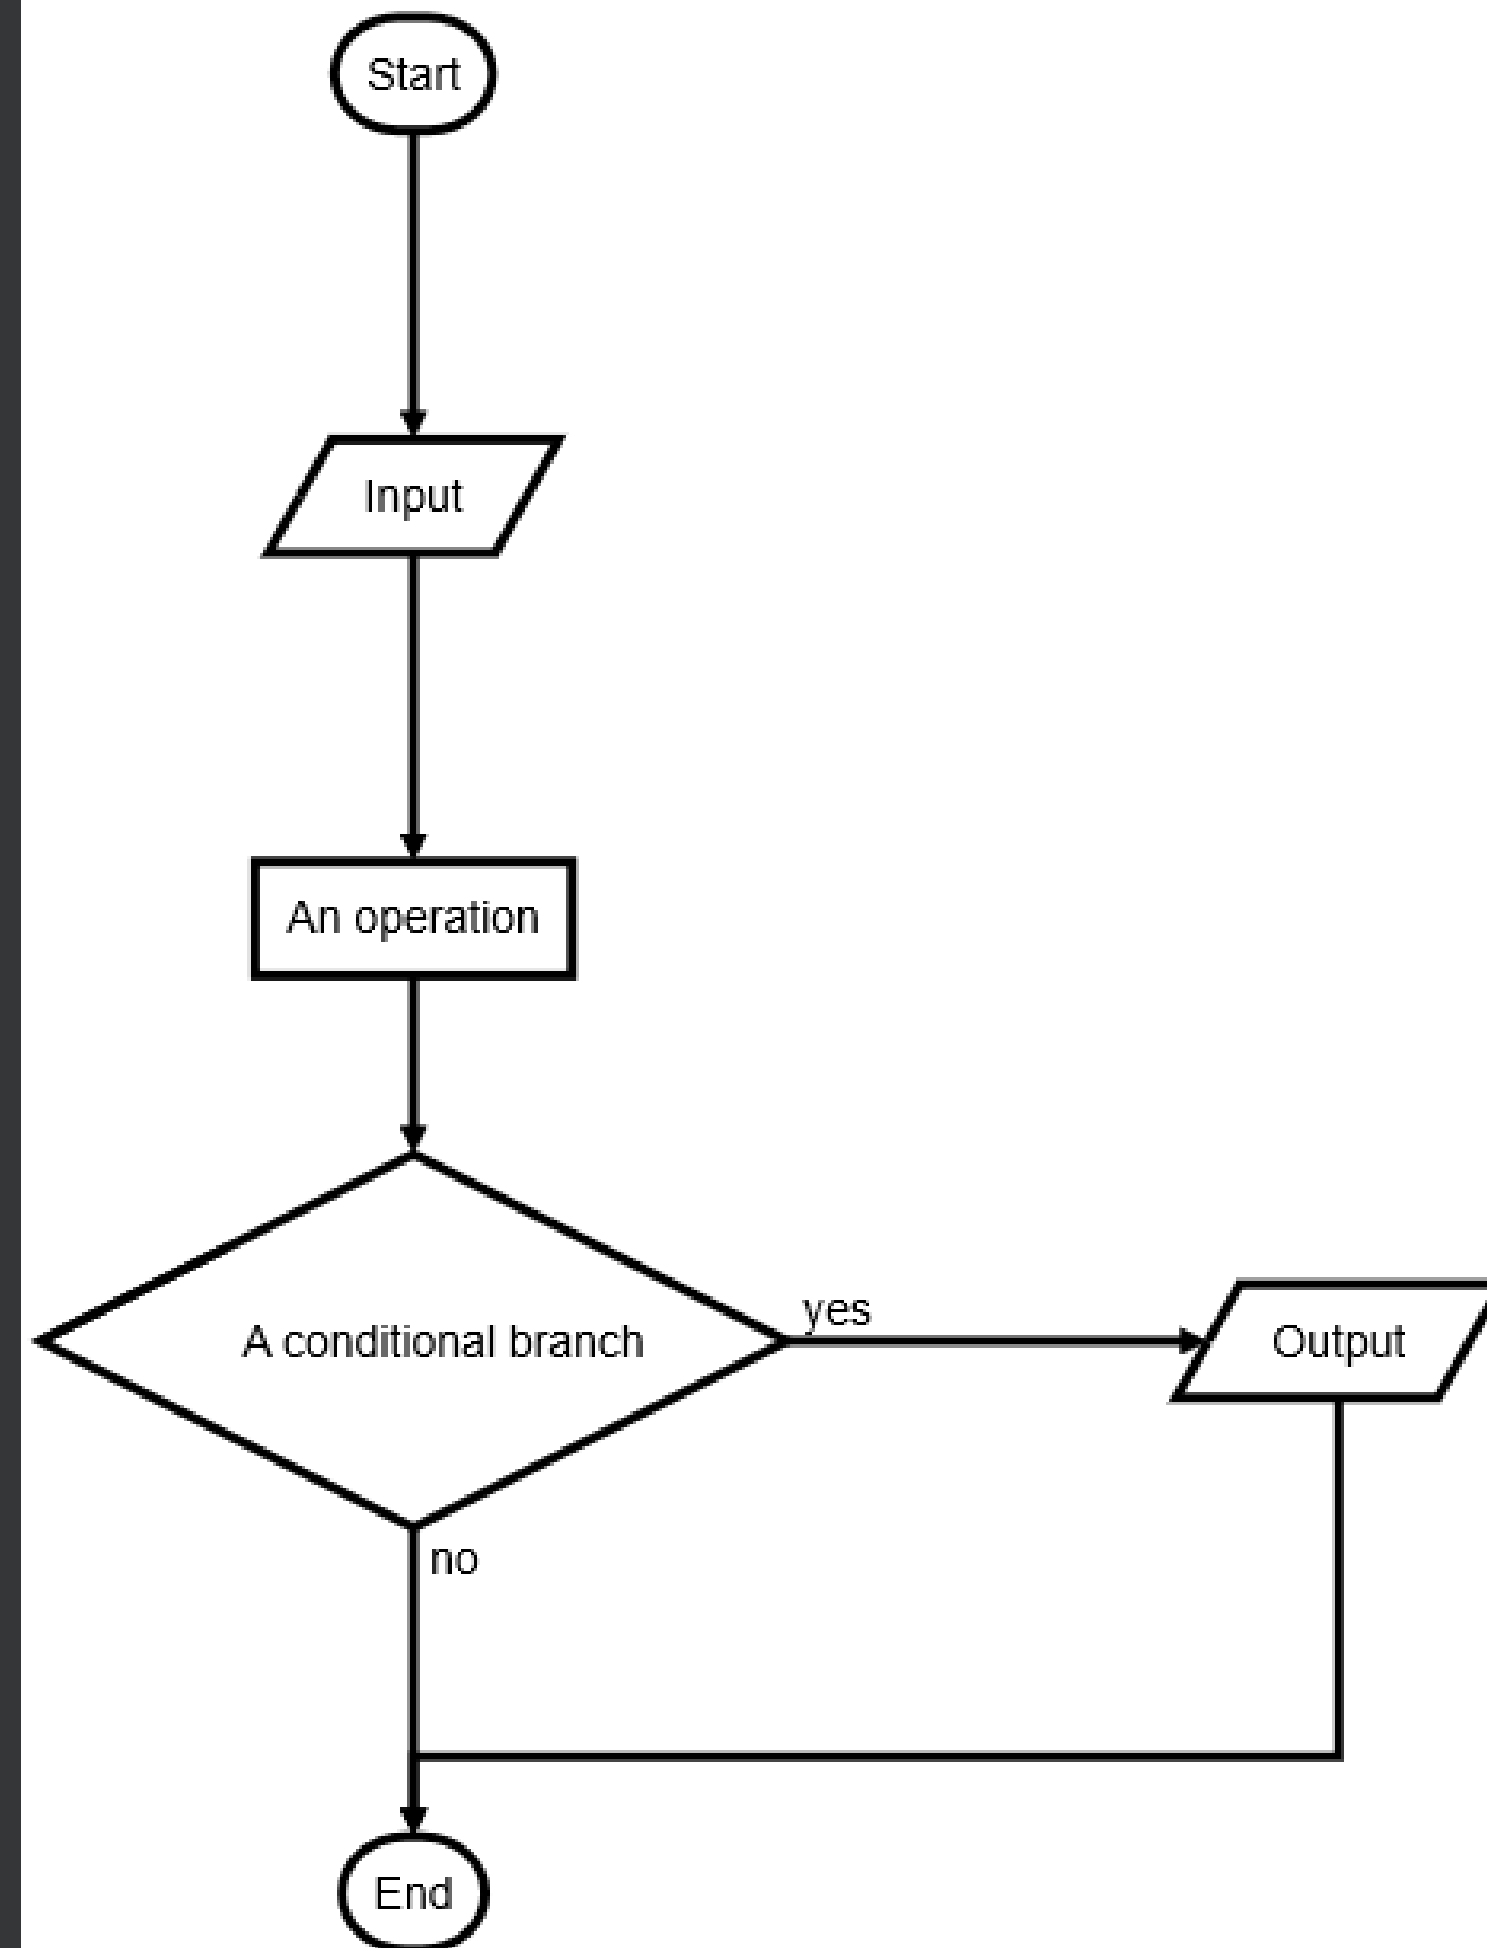 Start
Input
An operation
A conditional branch
yes
Output
no
End